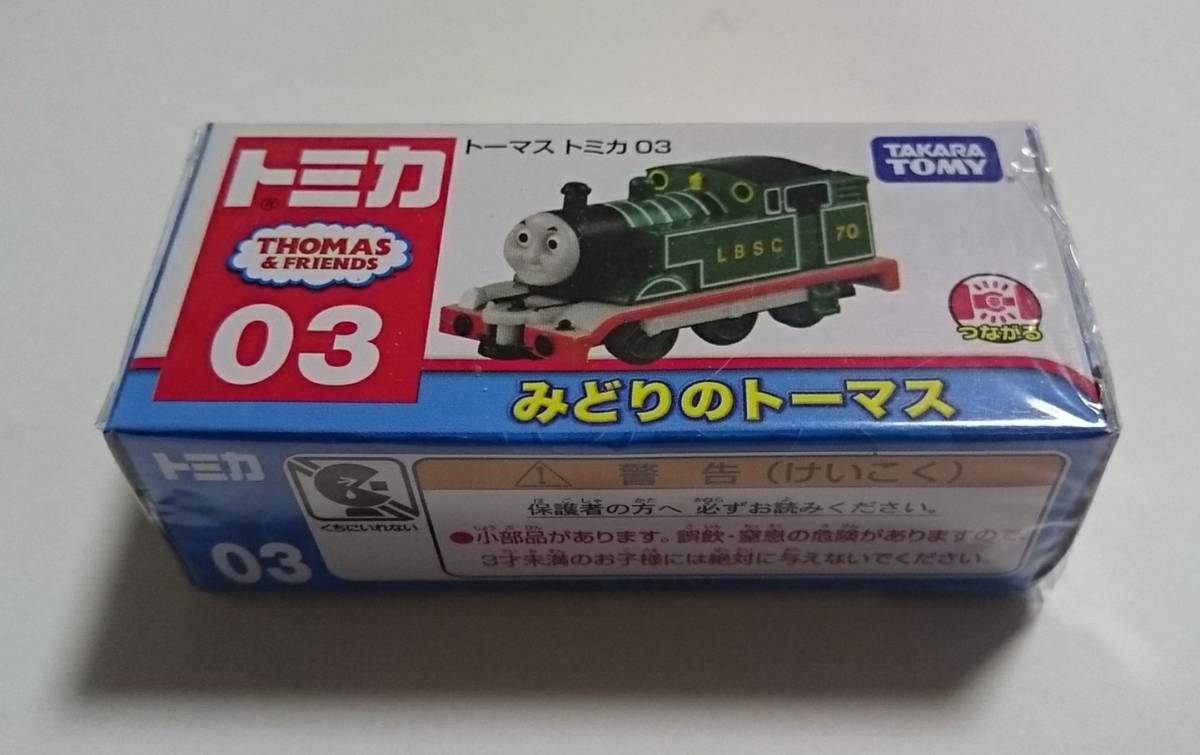 トミカ
THOMAS
& FRIENDS
03
トーマス トミカ 03
TAKARA
TOMY
LBSC
70
つながる
みどりのトーマス
トミカ
03
くちにいれない
警告(けいこく)
保護者の方へ 必ずお読みください。
●小部品があります。誤飲・窒息の危険がありますので、
3才未満のお子様には絶対に与えないでください。